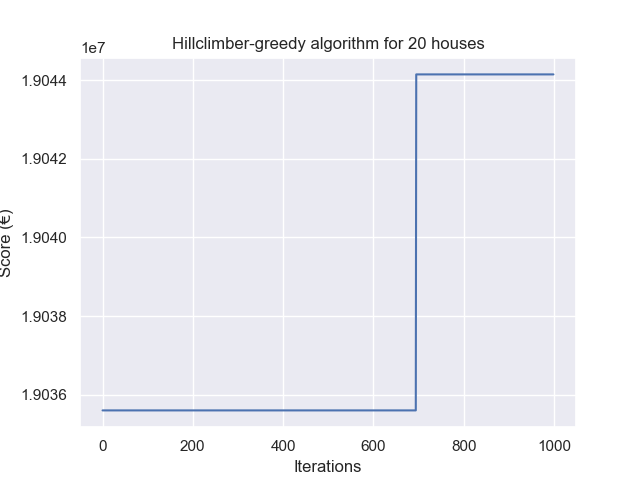 Hillclimber-greedy algorithm for 20 houses
1e7
1.9044
1.9042
1.9040
1.9038
1.9036
Score (€)
0 200 400 600 800 1000
Iterations